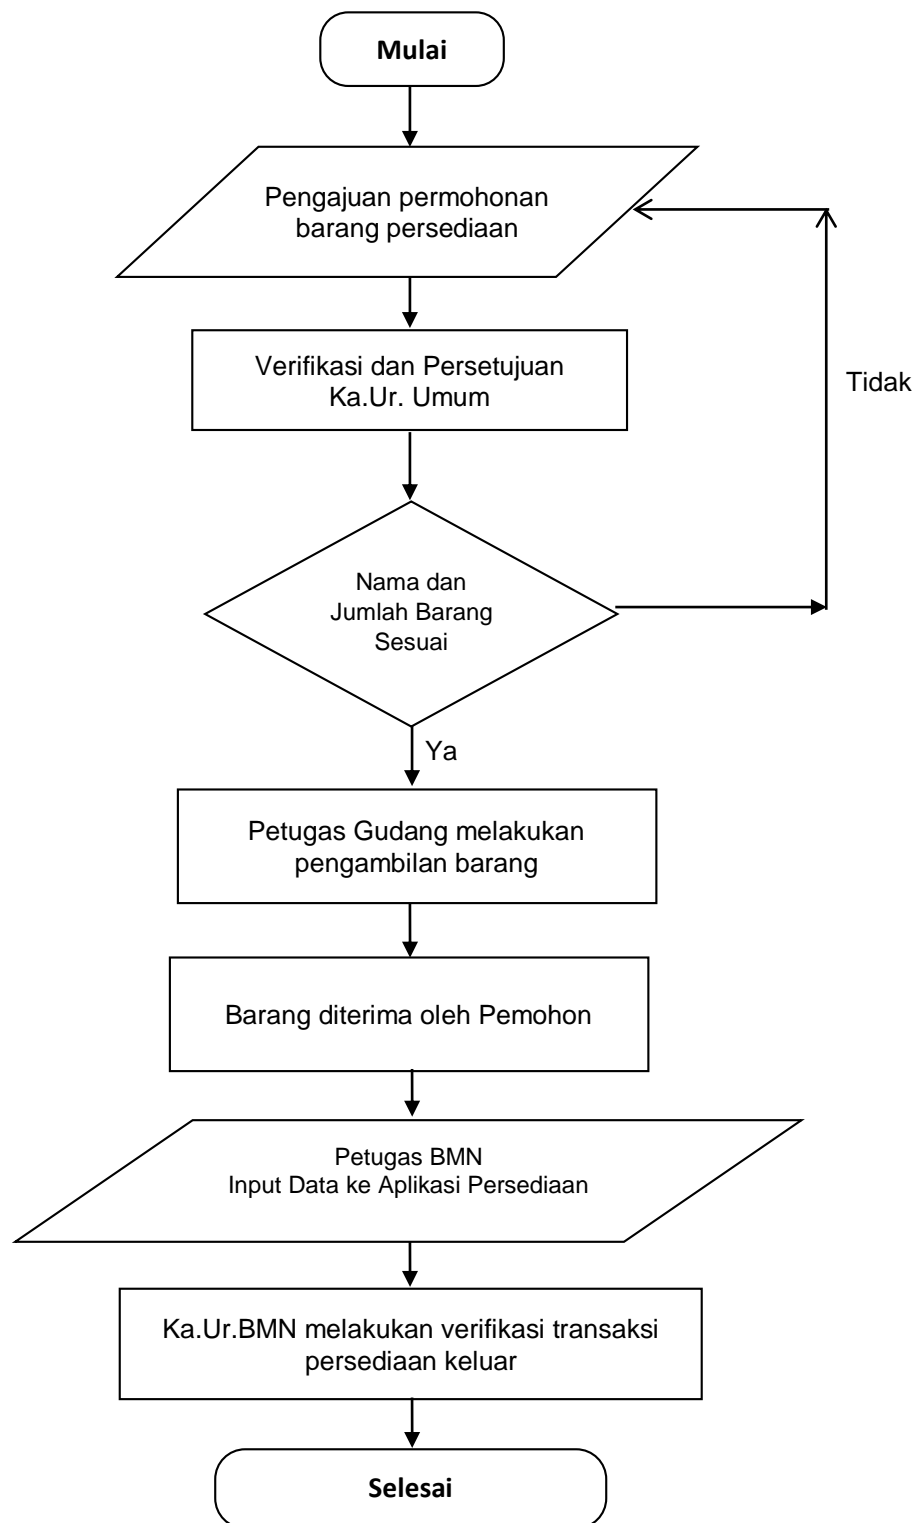 Mulai
Pengajuan permohonan
barang persediaan
Verifikasi dan Persetujuan
Ka.Ur. Umum
Tidak
Nama dan
Jumlah Barang
Sesuai
Ya
Petugas Gudang melakukan
pengambilan barang
Barang diterima oleh Pemohon
Petugas BMN
Input Data ke Aplikasi Persediaan
Ka.Ur.BMN melakukan verifikasi transaksi
persediaan keluar
Selesai